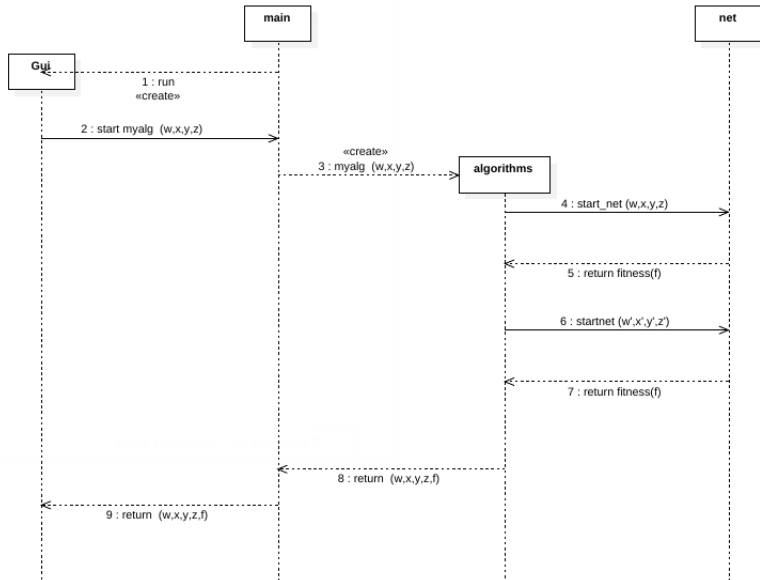 main
net
Gui
1 : run
«create»
2 : start myalg (w,x,y,z)
«create»
3 : myalg (w,x,y,z)
algorithms
4 : start_net (w,x,y,z)
5 : return fitness(f)
6 : startnet (w',x',y',z')
7 : return fitness(f)
8 : return (w,x,y,z,f)
9 : return (w,x,y,z,f)